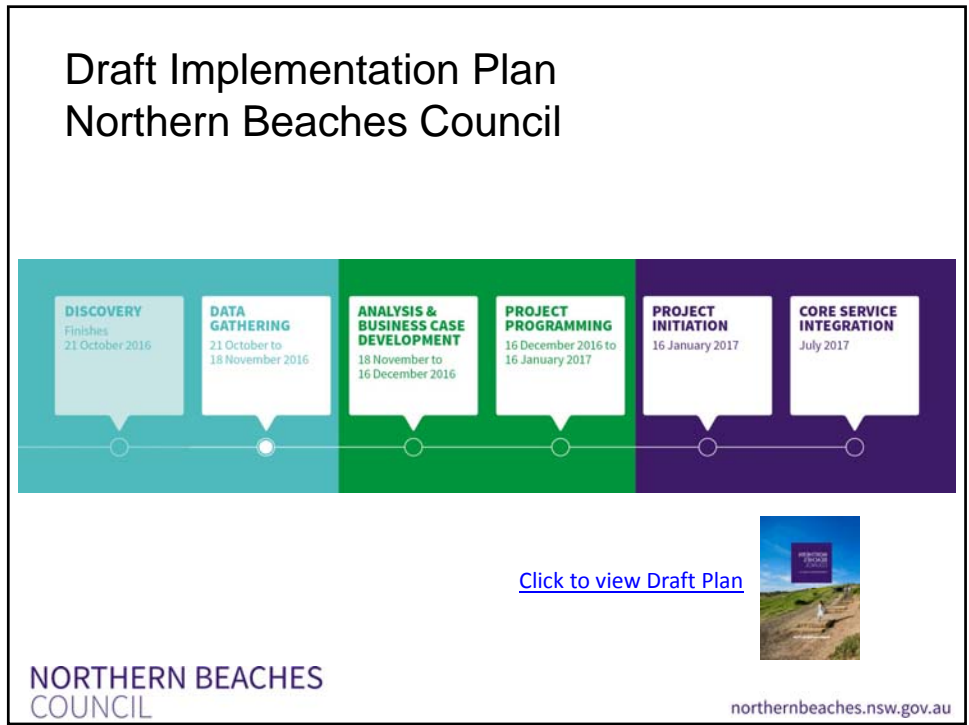 Draft Implementation Plan
Northern Beaches Council
DISCOVERY
Finishes
21 October 2016
DATA
GATHERING
21 October to
18 November 2016
ANALYSIS &
BUSINESS CASE
DEVELOPMENT
18 November to
16 December 2016
PROJECT
PROGRAMMING
16 December 2016 to
16 January 2017
PROJECT
INITIATION
16 January 2017
CORE SERVICE
INTEGRATION
July 2017
Click to view Draft Plan
NORTHERN BEACHES
COUNCIL
northernbeaches.nsw.gov.au